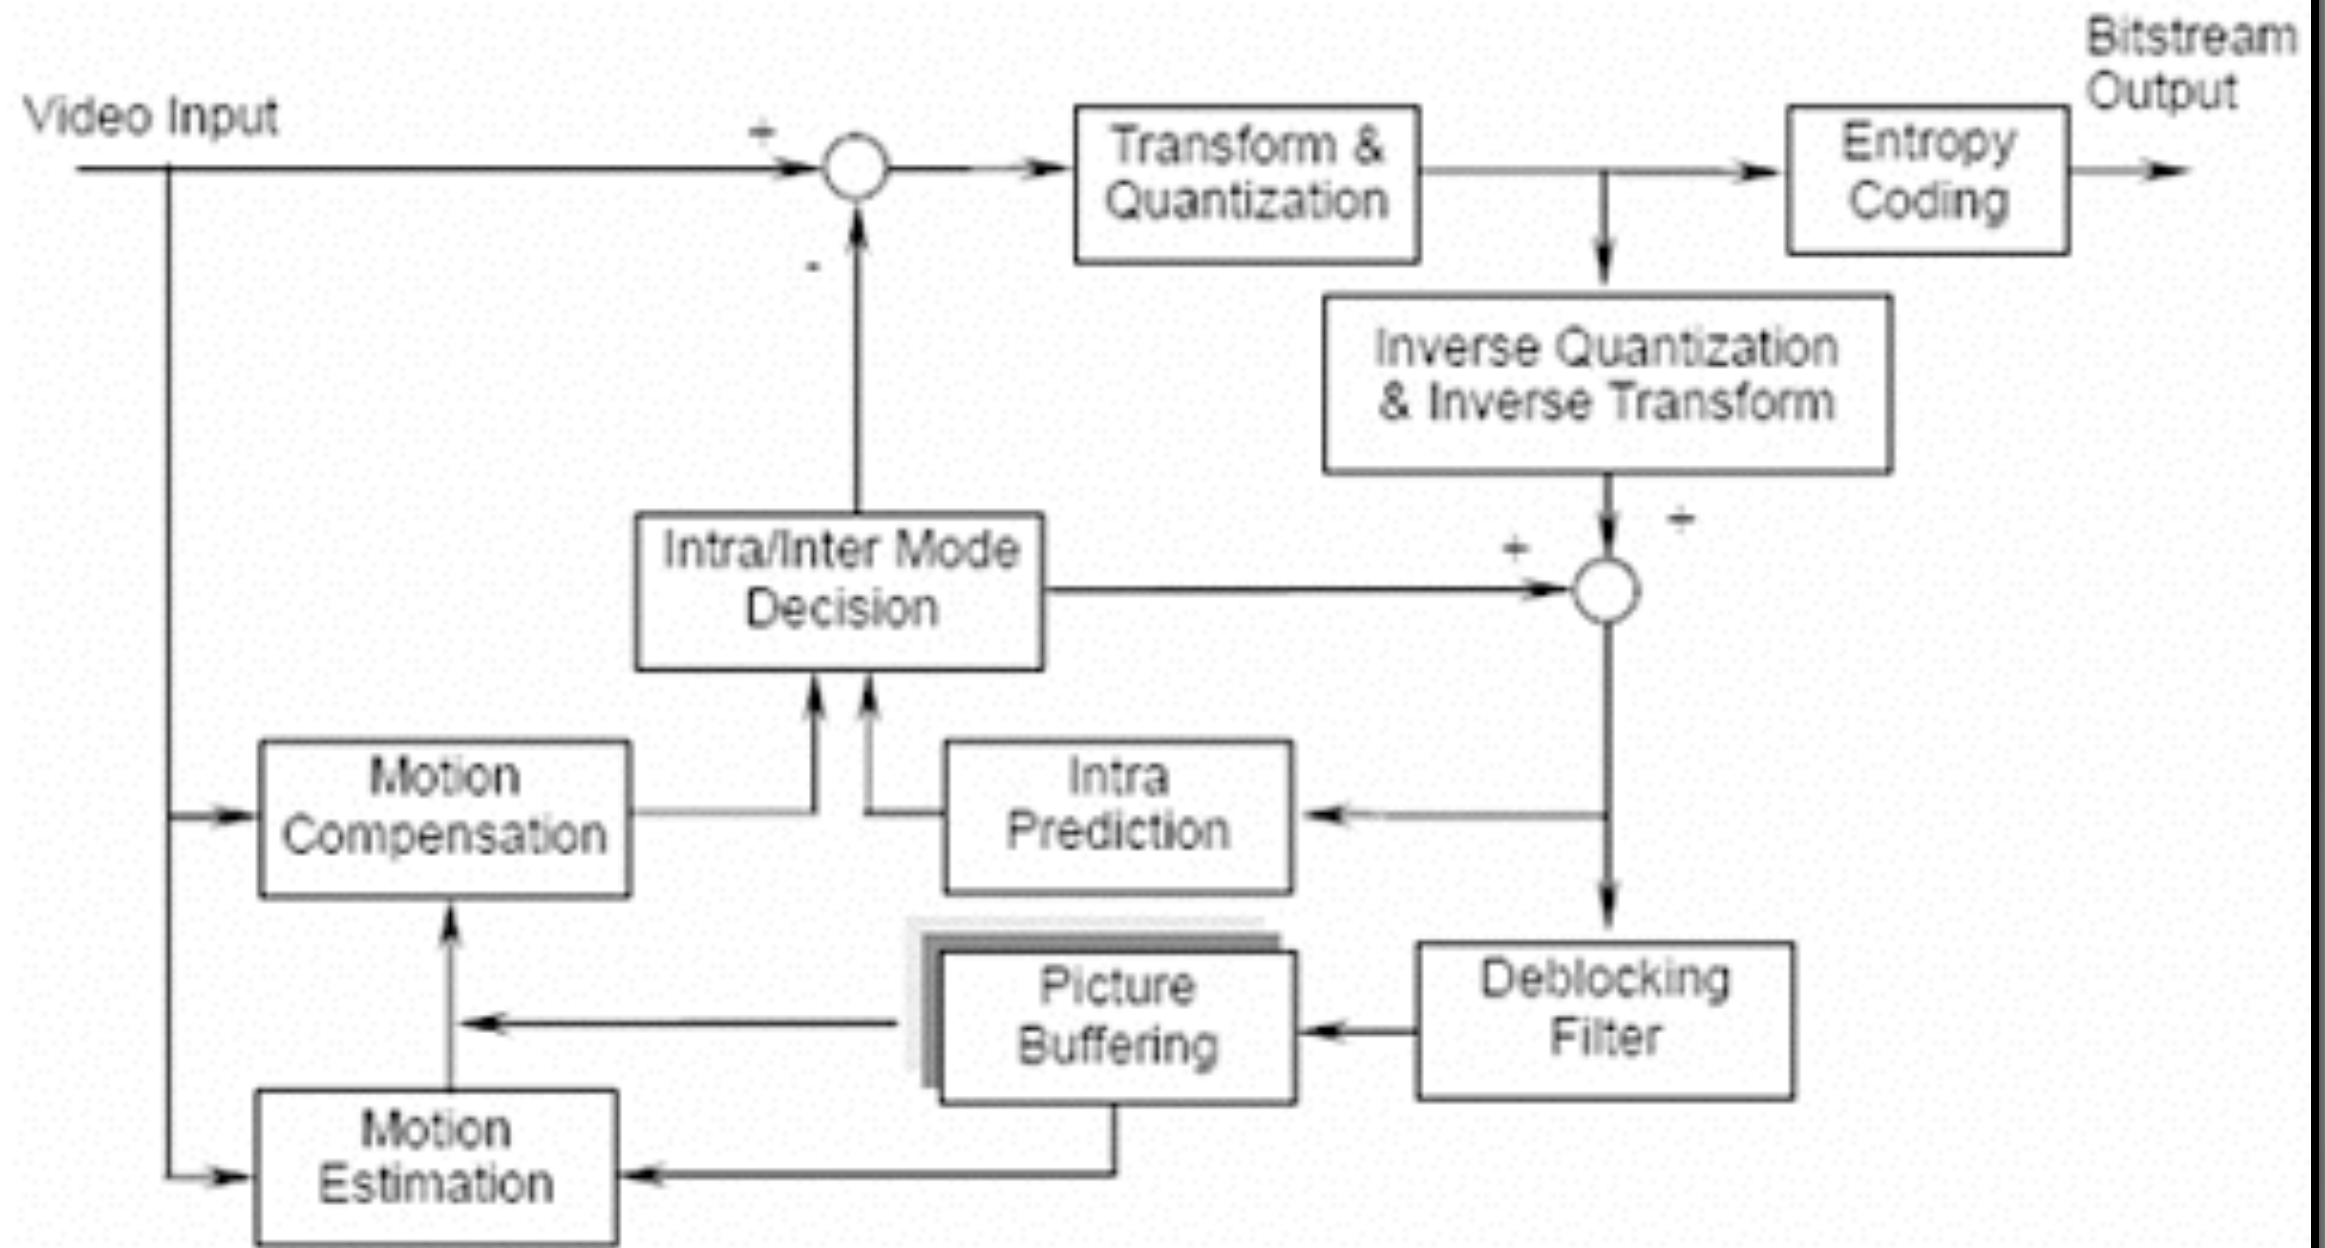 Video Input
+
-
Transform &
Quantization
Entropy
Coding
Bitstream
Output
Inverse Quantization
& Inverse Transform
+
+
Intra/Inter Mode
Decision
Motion
Compensation
Intra
Prediction
Picture
Buffering
Deblocking
Filter
Motion
Estimation